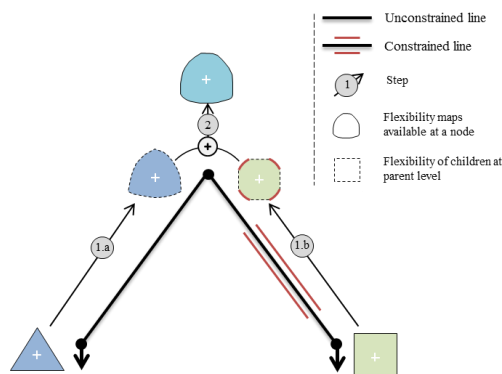 Unconstrained line
Constrained line
1
Step
Flexibility maps
available at a node
Flexibility of children at
parent level
+
2
+
+
+
1.a
1.b
+
+